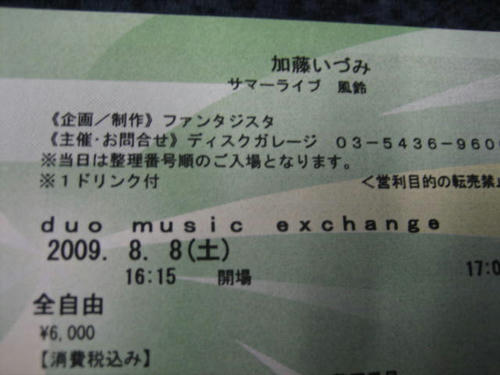 加藤いづみ
サマーライブ 風鈴
《企画／制作》ファンタジスタ
《主催・お問合せ》ディスクガレージ 03-5436-960
※当日は整理番号順のご入場となります。
※１ドリンク付 ＜営利目的の転売禁止
duo music exchange
2009. 8. 8(土)
16:15 開場 17:0
全自由
¥6,000
【消費税込み】